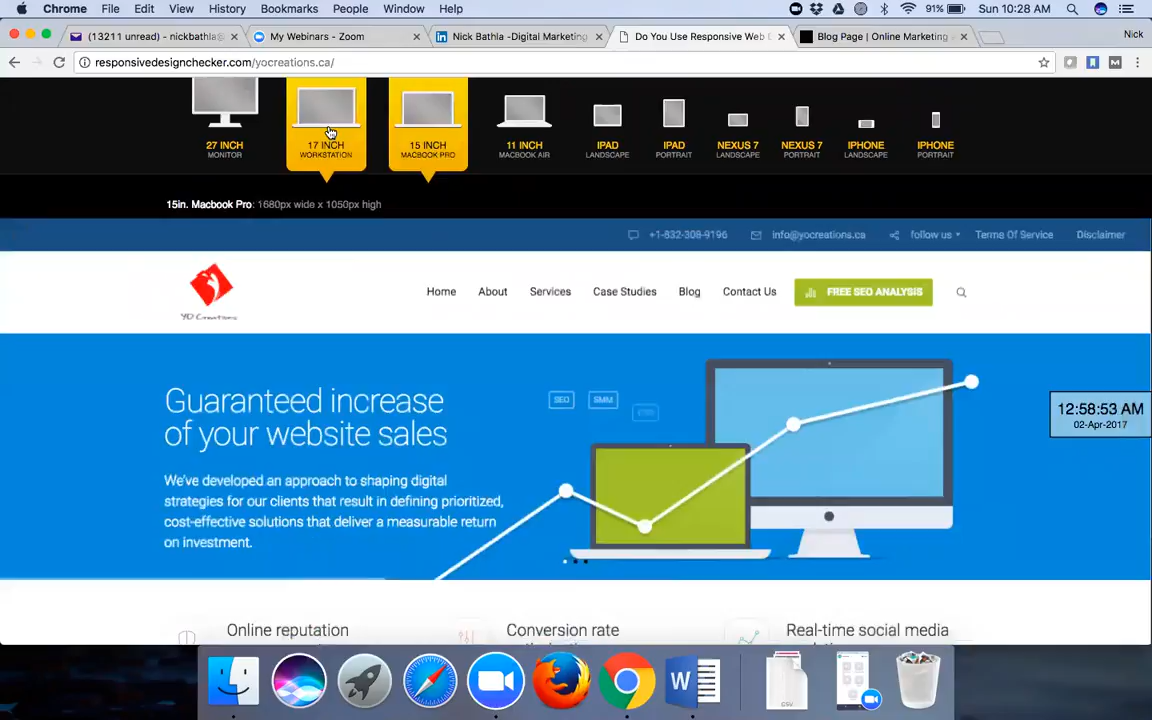 Chrome File Edit View History Bookmarks People Window Help 91% Sun 10:28 AM
(13211 unread) - nickbathla@ My Webinars - Zoom Nick Bathla -Digital Marketing Do You Use Responsive Web D Blog Page | Online Marketing Nick
responsivedesignchecker.com/yocreations.ca/
27 INCH 17 INCH 15 INCH 11 INCH IPAD IPAD NEXUS 7 NEXUS 7 IPHONE IPHONE
MONITOR WORKSTATION MACBOOK PRO MACBOOK AIR LANDSCAPE PORTRAIT LANDSCAPE PORTRAIT LANDSCAPE PORTRAIT
15in. Macbook Pro: 1680px wide x 1050px high
+1-832-308-9196 info@yocreations.ca follow us Terms Of Service Disclaimer
Home About Services Case Studies Blog Contact Us FREE SEO ANALYSIS
YO Creations
Guaranteed increase
of your website sales
SEO SMM
We've developed an approach to shaping digital
strategies for our clients that result in defining prioritized,
cost-effective solutions that deliver a measurable return
on investment.
12:58:53 AM
02-Apr-2017
Online reputation Conversion rate Real-time social media
W
CSV